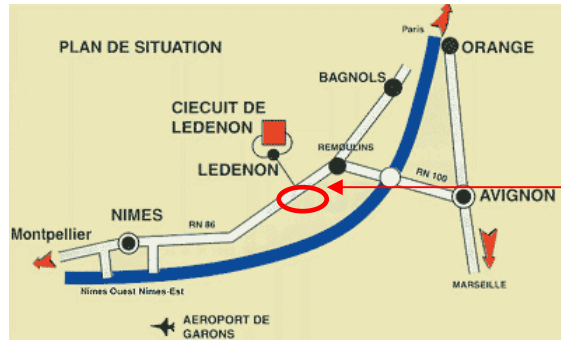 Paris
PLAN DE SITUATION
ORANGE
BAGNOLS
CIECUIT DE
LEDENON
REMOULINS
LEDENON
RN 100
AVIGNON
NIMES
RN 86
Montpellier
MARSEILLE
Nimes Ouest Nimes-Est
AEROPORT DE
GARONS